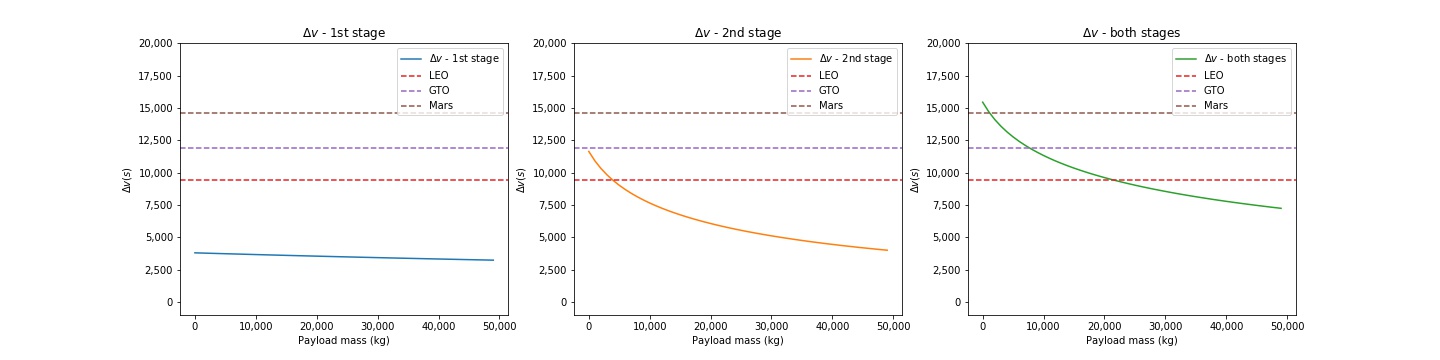 Δv - 1st stage
20,000
17,500
15,000
12,500
10,000
7,500
5,000
2,500
0
Δv(s)
Δv - 1st stage
LEO
GTO
Mars
0 10,000 20,000 30,000 40,000 50,000
Payload mass (kg)
Δv - 2nd stage
20,000
17,500
15,000
12,500
10,000
7,500
5,000
2,500
0
Δv(s)
Δv - 2nd stage
LEO
GTO
Mars
0 10,000 20,000 30,000 40,000 50,000
Payload mass (kg)
Δv - both stages
20,000
17,500
15,000
12,500
10,000
7,500
5,000
2,500
0
Δv(s)
Δv - both stages
LEO
GTO
Mars
0 10,000 20,000 30,000 40,000 50,000
Payload mass (kg)